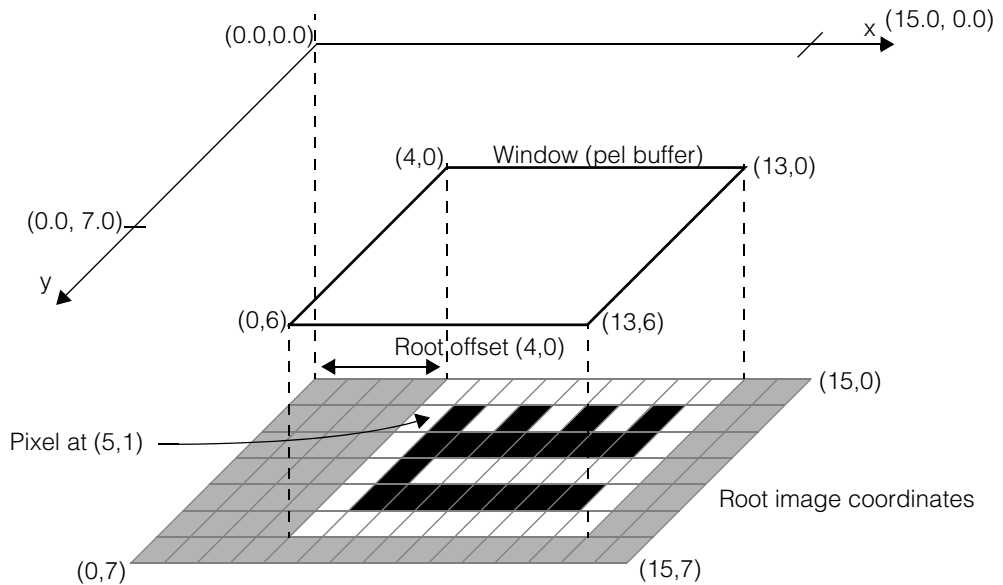 (0.0,0.0)
x
(15.0, 0.0)
(4,0)
Window (pel buffer)
(13,0)
(0.0, 7.0)
y
(0,6)
(13,6)
Root offset (4,0)
(15,0)
Pixel at (5,1)
Root image coordinates
(0,7)
(15,7)